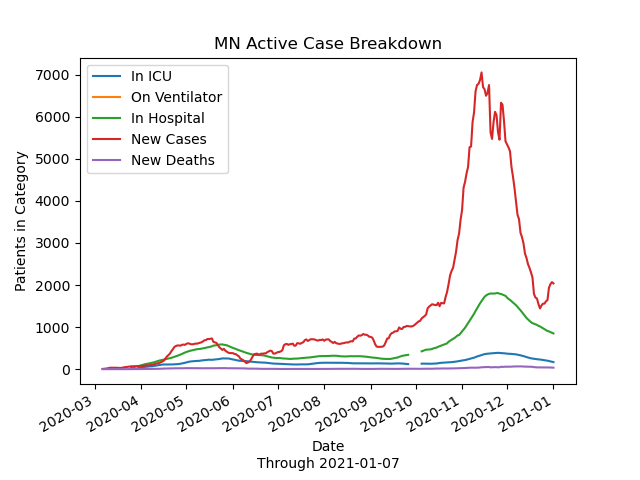 MN Active Case Breakdown
In ICU
On Ventilator
In Hospital
New Cases
New Deaths
Patients in Category
7000
6000
5000
4000
3000
2000
1000
0
2020-03
2020-04
2020-05
2020-06
2020-07
2020-08
2020-09
2020-10
2020-11
2020-12
2021-01
Date
Through 2021-01-07